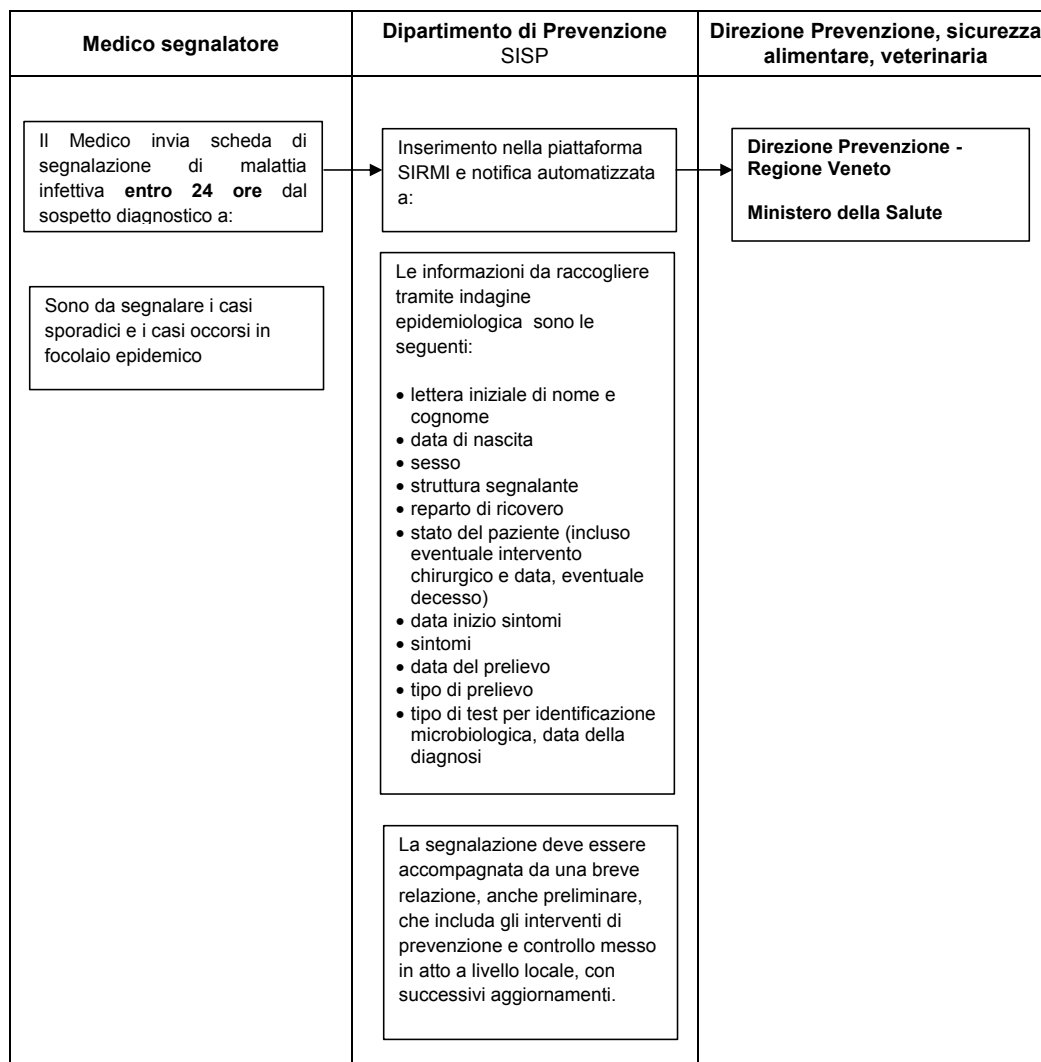 Medico segnalatore
Dipartimento di Prevenzione
SISP
Direzione Prevenzione, sicurezza
alimentare, veterinaria
Il Medico invia scheda di
segnalazione di malattia
infettiva entro 24 ore dal
sospetto diagnostico a:
Sono da segnalare i casi
sporadici e i casi occorsi in
focolaio epidemico
Inserimento nella piattaforma
SIRMI e notifica automatizzata
a:
Le informazioni da raccogliere
tramite indagine
epidemiologica sono le
seguenti:
• lettera iniziale di nome e
cognome
• data di nascita
• sesso
• struttura segnalante
• reparto di ricovero
• stato del paziente (incluso
eventuale intervento
chirurgico e data, eventuale
decesso)
• data inizio sintomi
• sintomi
• data del prelievo
• tipo di prelievo
• tipo di test per identificazione
microbiologica, data della
diagnosi
La segnalazione deve essere
accompagnata da una breve
relazione, anche preliminare,
che includa gli interventi di
prevenzione e controllo messo
in atto a livello locale, con
successivi aggiornamenti.
Direzione Prevenzione -
Regione Veneto
Ministero della Salute